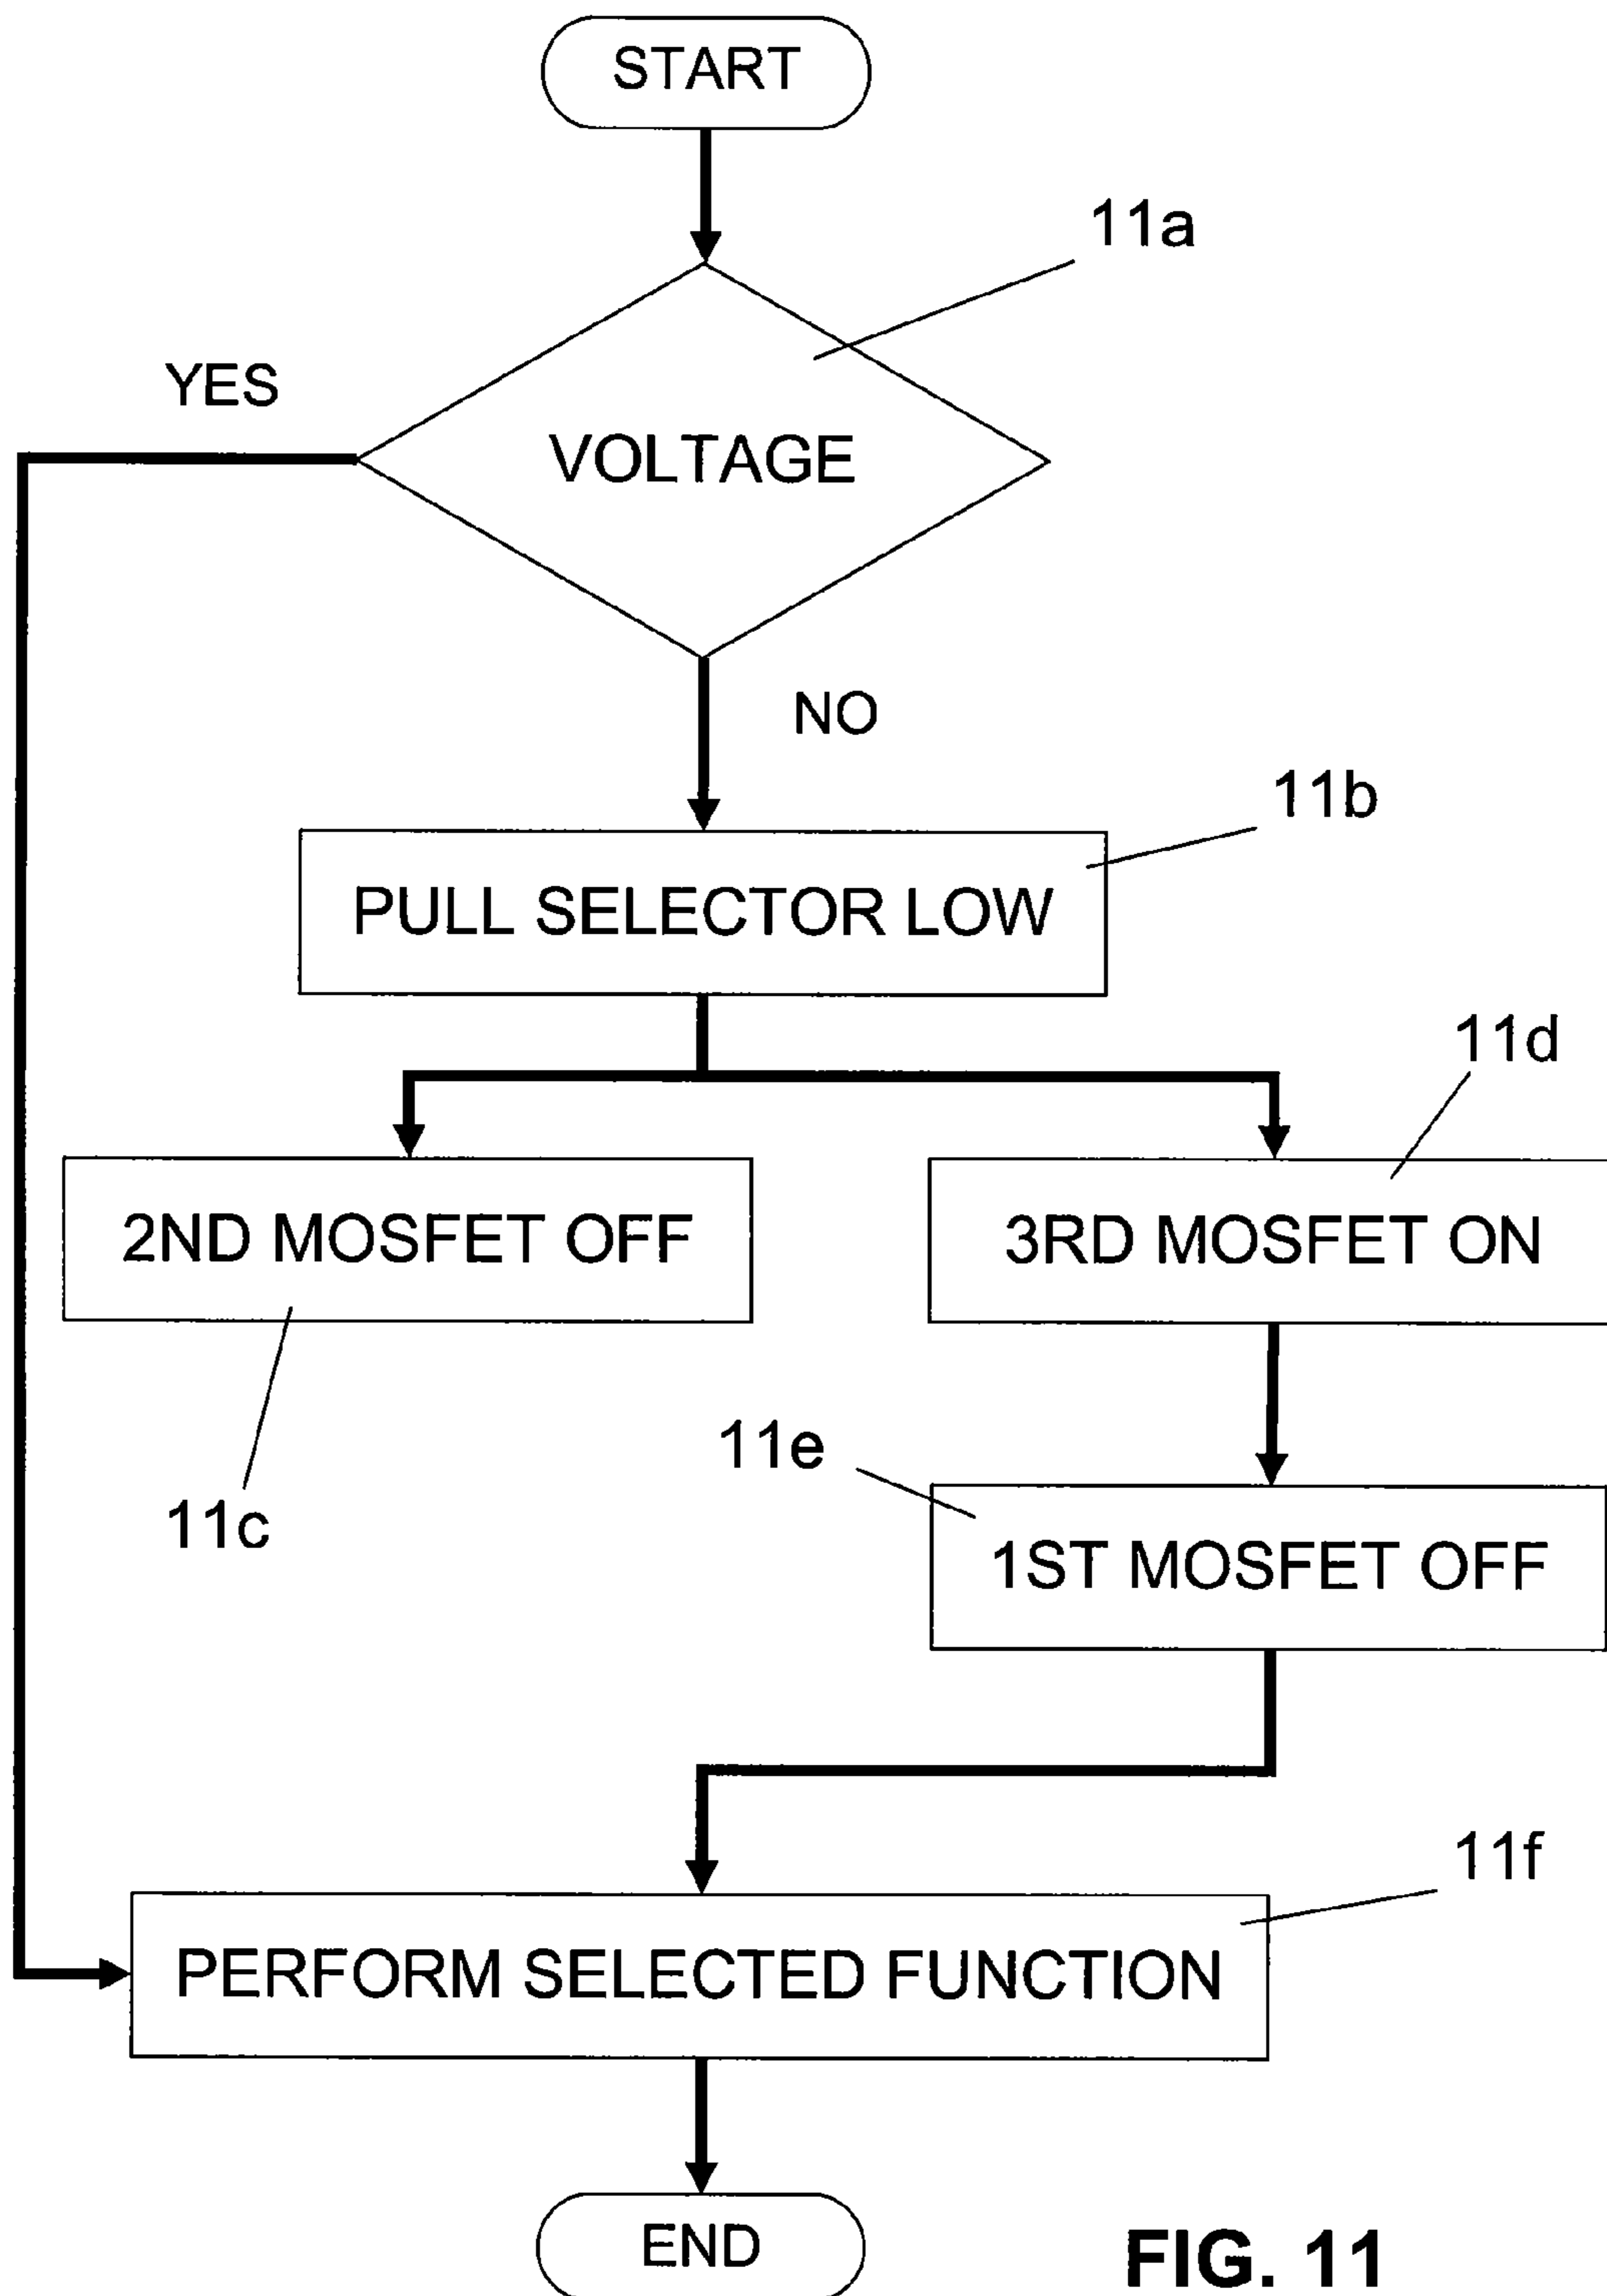 START
11a
YES
VOLTAGE
NO
11b
PULL SELECTOR LOW
11d
2ND MOSFET OFF
3RD MOSFET ON
11e
11c
1ST MOSFET OFF
11f
PERFORM SELECTED FUNCTION
END
FIG. 11